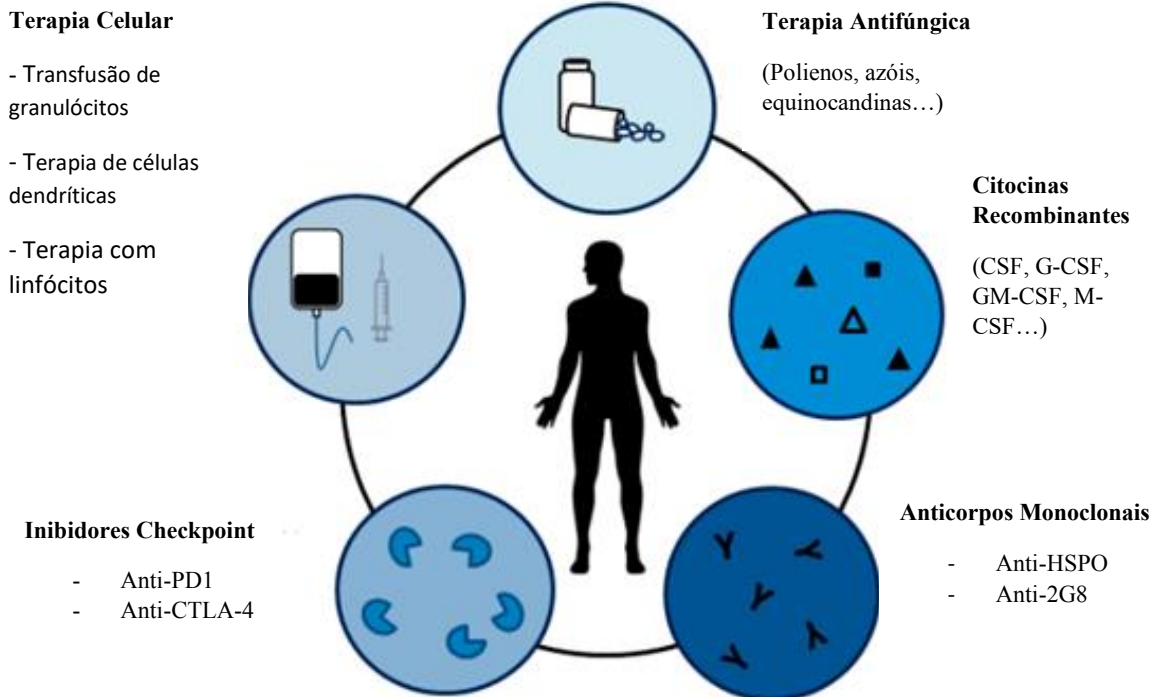 Terapia Celular
- Transfusão de
granulócitos
- Terapia de células
dendríticas
- Terapia com
linfócitos
Terapia Antifúngica
(Polienos, azóis,
equinocandinas…)
Citocinas
Recombinantes
(CSF, G-CSF,
GM-CSF, M-
CSF…)
Inibidores Checkpoint
- Anti-PD1
- Anti-CTLA-4
Anticorpos Monoclonais
- Anti-HSPO
- Anti-2G8